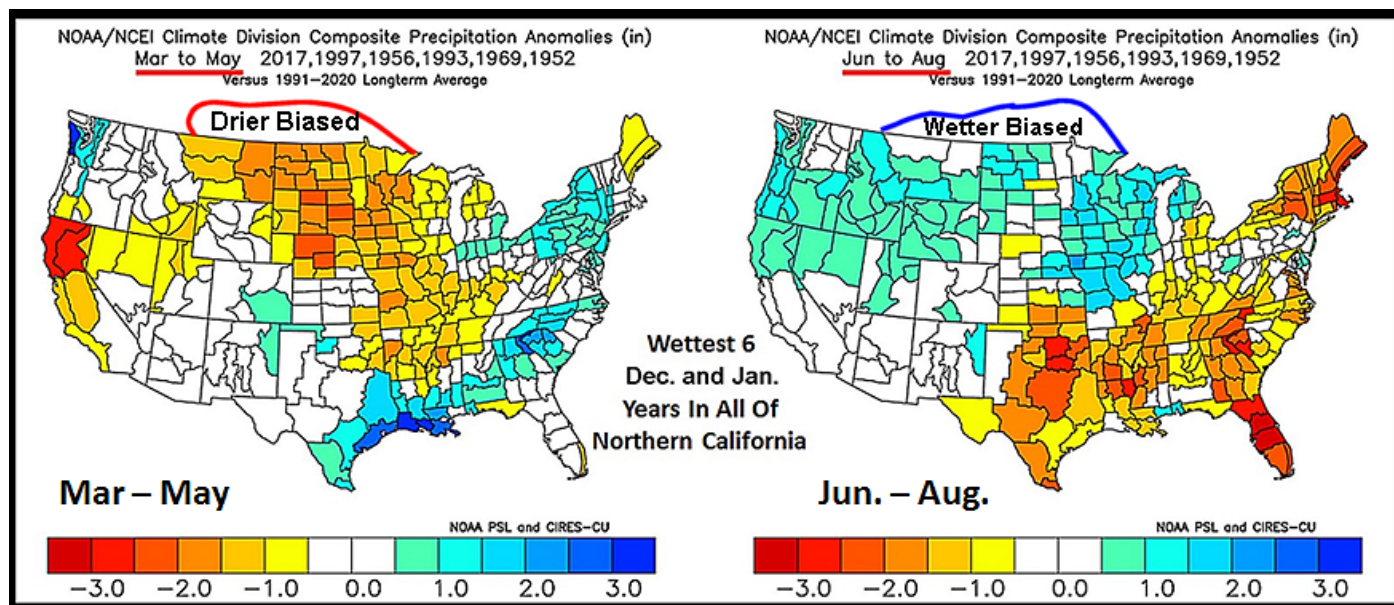 NOAA/NCEI Climate Division Composite Precipitation Anomalies (in)
Mar to May 2017,1997,1956,1993,1969,1952
Versus 1991–2020 Longterm Average
Drier Biased
Mar – May
NOAA PSL and CIRES–CU
−3.0 −2.0 −1.0 0.0 1.0 2.0 3.0
Wettest 6
Dec. and Jan.
Years In All Of
Northern California
NOAA/NCEI Climate Division Composite Precipitation Anomalies (in)
Jun to Aug 2017,1997,1956,1993,1969,1952
Versus 1991–2020 Longterm Average
Wetter Biased
Jun. – Aug.
NOAA PSL and CIRES–CU
−3.0 −2.0 −1.0 0.0 1.0 2.0 3.0